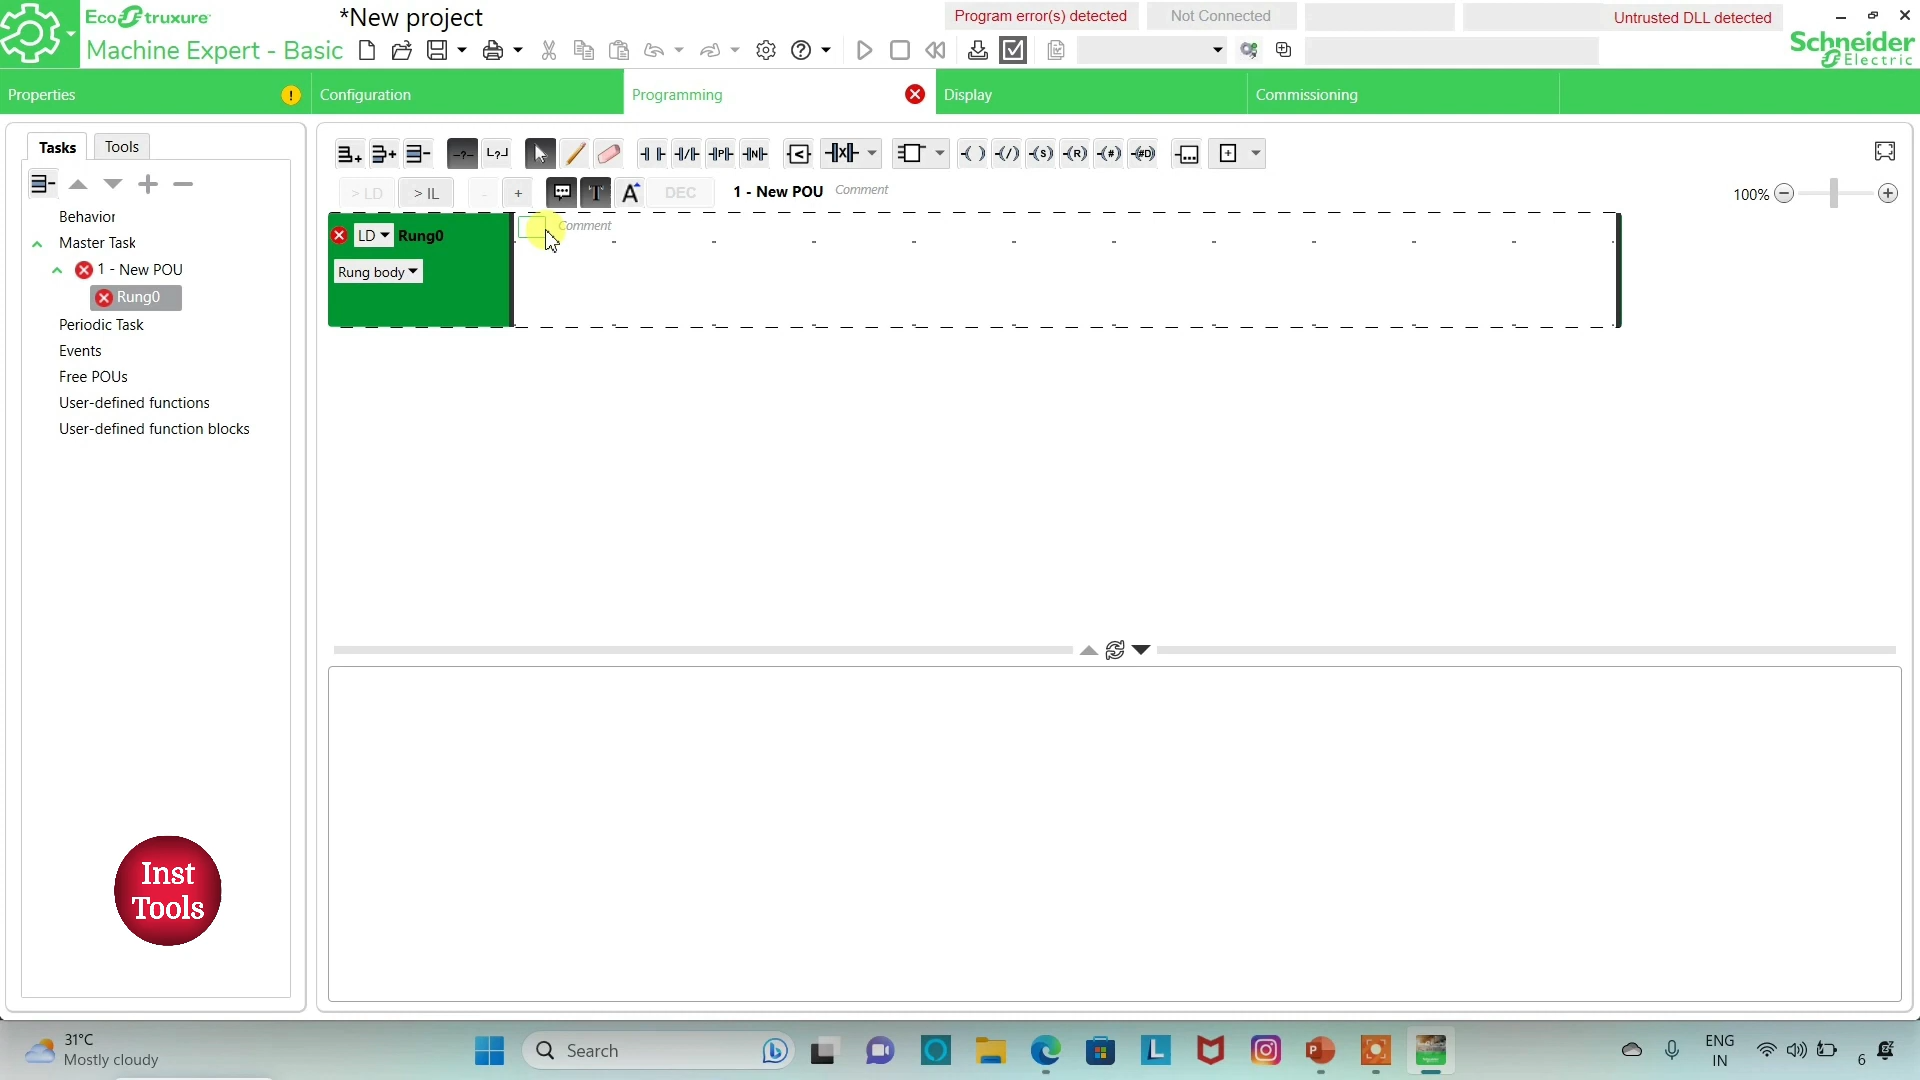 EcoStruxure
Machine Expert - Basic
*New project
Program error(s) detected
Not Connected
Untrusted DLL detected
Schneider
Electric
Properties
Configuration
Programming
Display
Commissioning
Tasks
Tools
Behavior
Master Task
1 - New POU
Rung0
Periodic Task
Events
Free POUs
User-defined functions
User-defined function blocks
> LD
> IL
-
+
T
A
DEC
1 - New POU
Comment
100%
LD
Rung0
Comment
Rung body
Inst
Tools
31°C
Mostly cloudy
Search
ENG
IN
6